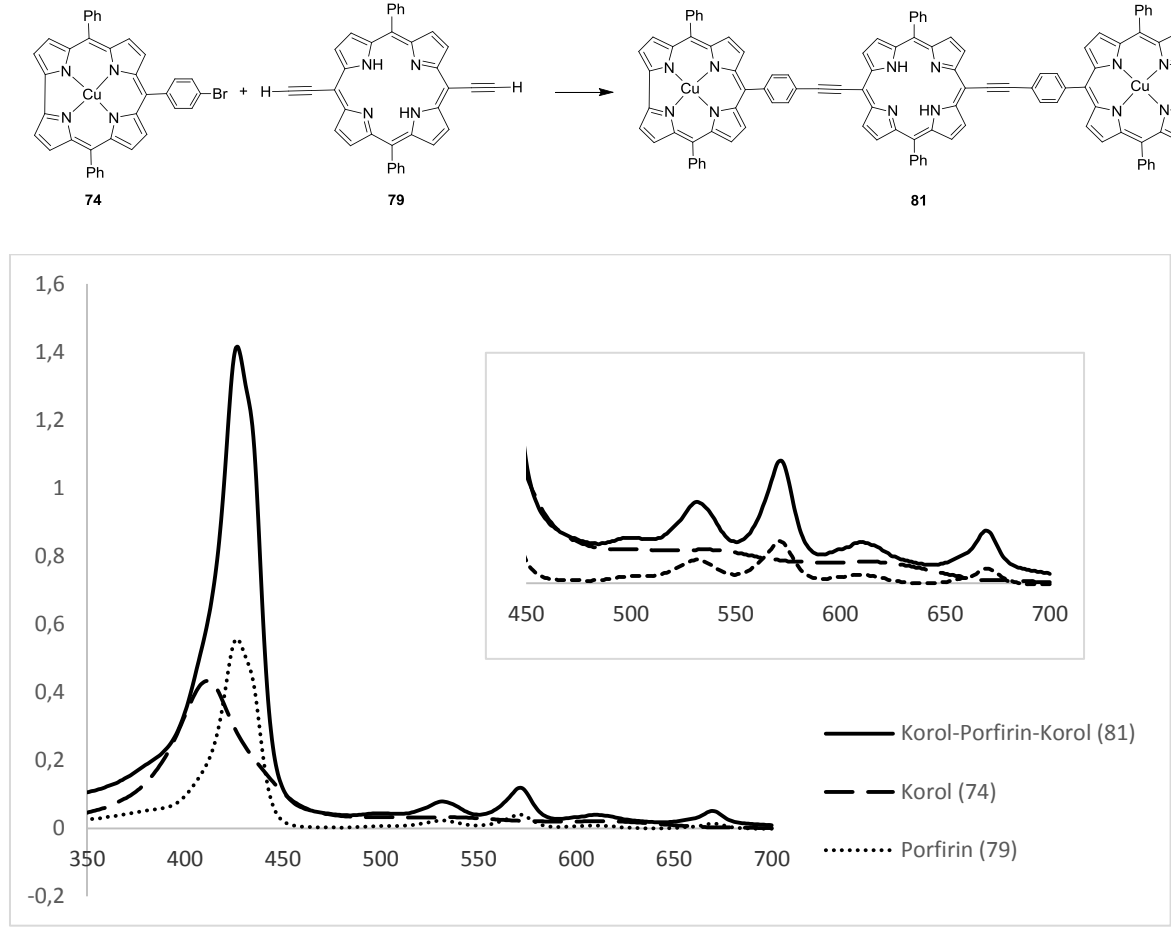 Ph Ph Ph Ph Ph
N N NH N N N NH N N N
Cu Br + H H Cu Cu
N N N HN N N N HN N N
Ph Ph Ph Ph Ph
74 79 81
1,6
1,4
1,2
1
0,8
0,6
0,4
0,2
0
-0,2
350 400 450 500 550 600 650 700
450 500 550 600 650 700
Korol-Porfirin-Korol (81)
Korol (74)
Porfirin (79)